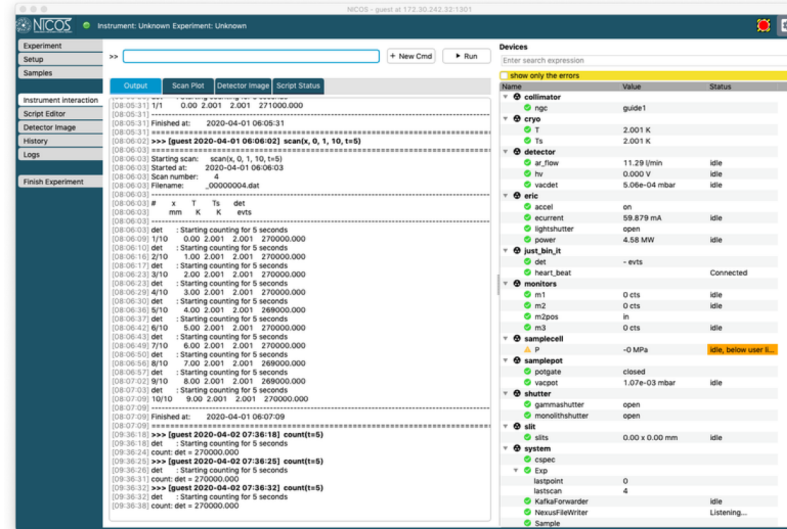 NICOS - guest at 172.30.242.32:1301
NICOS
Instrument: Unknown Experiment: Unknown
Experiment
Setup
Samples
Instrument interaction
Script Editor
Detector Image
History
Logs
Finish Experiment
>>
+ New Cmd
Run
Output
Scan Plot
Detector Image
Script Status
[08:05:31] 1/1 0.00 2.001 2.001 271000.000
[08:05:31] Finished at: 2020-04-01 06:05:31
[08:06:02] >>> [guest 2020-04-01 06:06:02] scan(x, 0, 1, 10, t=5)
[08:06:03] Starting scan: scan(x, 0, 1, 10, t=5)
[08:06:03] Started at: 2020-04-01 06:06:03
[08:06:03] Scan number: 4
[08:06:03] Filename: _00000004.dat
[08:06:03] # x T Ts det
[08:06:03] mm K K evts
[08:06:03] det : Starting counting for 5 seconds
[08:06:09] 1/10 0.00 2.001 2.001 270000.000
[08:06:10] det : Starting counting for 5 seconds
[08:06:16] 2/10 1.00 2.001 2.001 270000.000
[08:06:17] det : Starting counting for 5 seconds
[08:06:23] 3/10 2.00 2.001 2.001 270000.000
[08:06:23] det : Starting counting for 5 seconds
[08:06:29] 4/10 3.00 2.001 2.001 270000.000
[08:06:30] det : Starting counting for 5 seconds
[08:06:36] 5/10 4.00 2.001 2.001 269000.000
[08:06:37] det : Starting counting for 5 seconds
[08:06:42] 6/10 5.00 2.001 2.001 270000.000
[08:06:43] det : Starting counting for 5 seconds
[08:06:49] 7/10 6.00 2.001 2.001 270000.000
[08:06:50] det : Starting counting for 5 seconds
[08:06:56] 8/10 7.00 2.001 2.001 269000.000
[08:06:57] det : Starting counting for 5 seconds
[08:07:02] 9/10 8.00 2.001 2.001 269000.000
[08:07:03] det : Starting counting for 5 seconds
[08:07:09] 10/10 9.00 2.001 2.001 270000.000
[08:07:09] Finished at: 2020-04-01 06:07:09
[09:36:18] >>> [guest 2020-04-02 07:36:18] count(t=5)
[09:36:18] det : Starting counting for 5 seconds
[09:36:24] count: det = 270000.000
[09:36:25] >>> [guest 2020-04-02 07:36:25] count(t=5)
[09:36:26] det : Starting counting for 5 seconds
[09:36:31] count: det = 270000.000
[09:36:32] >>> [guest 2020-04-02 07:36:32] count(t=5)
[09:36:32] det : Starting counting for 5 seconds
[09:36:38] count: det = 270000.000
Devices
Enter search expression
show only the errors
Name Value Status
collimator
ngc guide1
cryo
T 2.001 K
Ts 2.001 K
detector
ar_flow 11.29 l/min idle
hv 0.000 V idle
vacdet 5.06e-04 mbar idle
eric
accel on
ecurrent 59.879 mA idle
lightshutter open
power 4.58 MW idle
just_bin_it
det - evts
heart_beat Connected
monitors
m1 0 cts idle
m2 0 cts idle
m2pos in
m3 0 cts idle
samplecell
P -0 MPa idle, below user li...
samplepot
potgate closed
vacpot 1.07e-03 mbar idle
shutter
gammashutter open
monolithshutter open
slit
slits 0.00 x 0.00 mm idle
system
cspec
Exp
lastpoint 0
lastscan 4
KafkaForwarder idle
NexusFileWriter Listening...
Sample